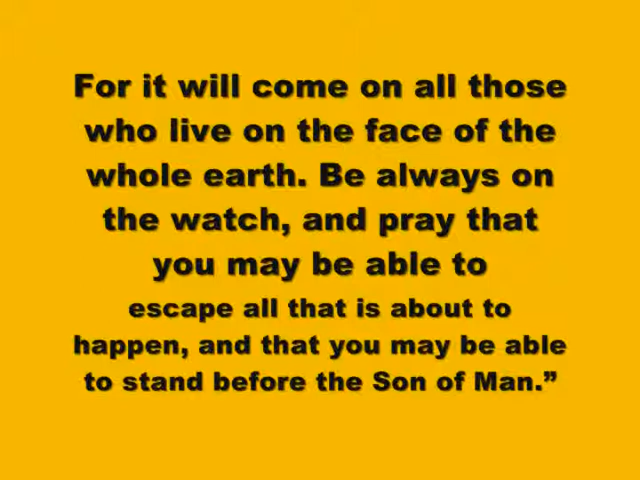 For it will come on all those
who live on the face of the
whole earth. Be always on
the watch, and pray that
you may be able to
escape all that is about to
happen, and that you may be able
to stand before the Son of Man.”